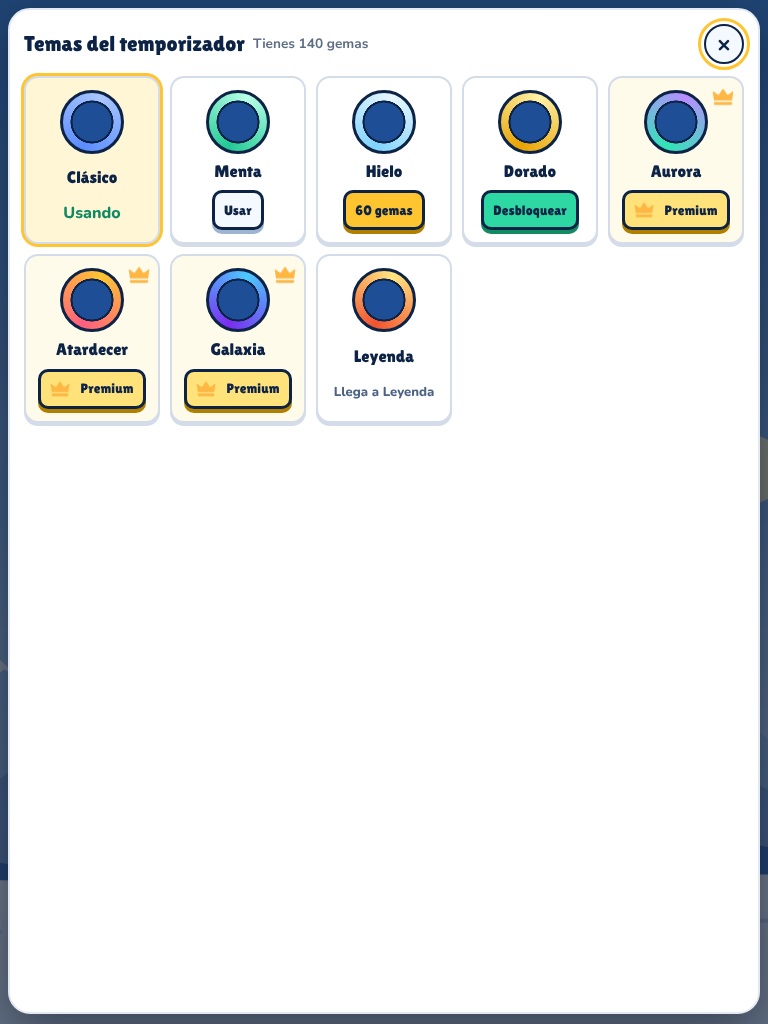 Temas del temporizador Tienes 140 gemas
Clásico
Usando
Menta
Usar
Hielo
60 gemas
Dorado
Desbloquear
Aurora
Premium
Atardecer
Premium
Galaxia
Premium
Leyenda
Llega a Leyenda